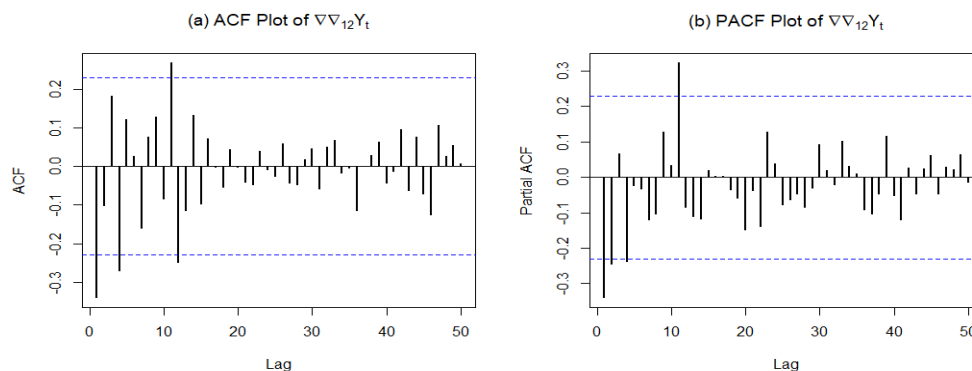 (a) ACF Plot of ∇∇₁₂Yₜ
ACF
0.2
0.1
0.0
-0.1
-0.2
-0.3
0 10 20 30 40 50
Lag
(b) PACF Plot of ∇∇₁₂Yₜ
Partial ACF
0.3
0.2
0.1
0.0
-0.1
-0.2
-0.3
0 10 20 30 40 50
Lag